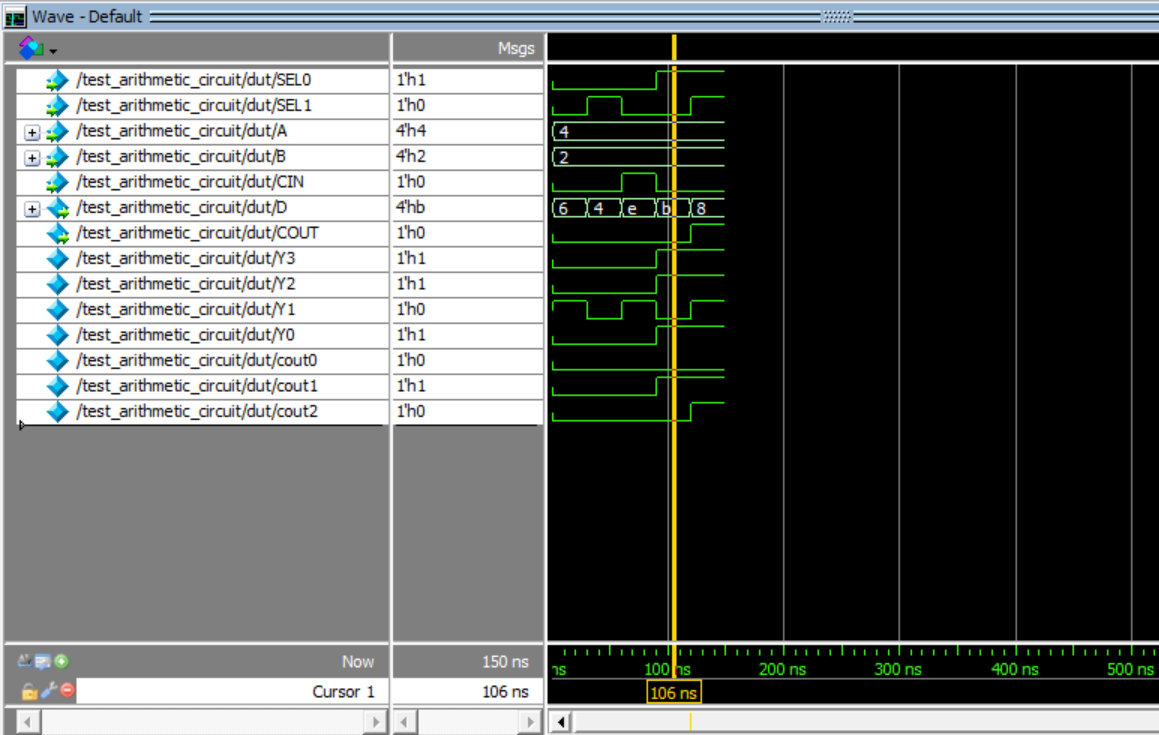 Wave - Default
Msgs
/test_arithmetic_circuit/dut/SEL0 1'h1
/test_arithmetic_circuit/dut/SEL1 1'h0
/test_arithmetic_circuit/dut/A 4'h4 4
/test_arithmetic_circuit/dut/B 4'h2 2
/test_arithmetic_circuit/dut/CIN 1'h0
/test_arithmetic_circuit/dut/D 4'hb 6 4 e b 8
/test_arithmetic_circuit/dut/COUT 1'h0
/test_arithmetic_circuit/dut/Y3 1'h1
/test_arithmetic_circuit/dut/Y2 1'h1
/test_arithmetic_circuit/dut/Y1 1'h0
/test_arithmetic_circuit/dut/Y0 1'h1
/test_arithmetic_circuit/dut/cout0 1'h0
/test_arithmetic_circuit/dut/cout1 1'h1
/test_arithmetic_circuit/dut/cout2 1'h0
Now 150 ns ns 100 ns 200 ns 300 ns 400 ns 500 ns
Cursor 1 106 ns 106 ns